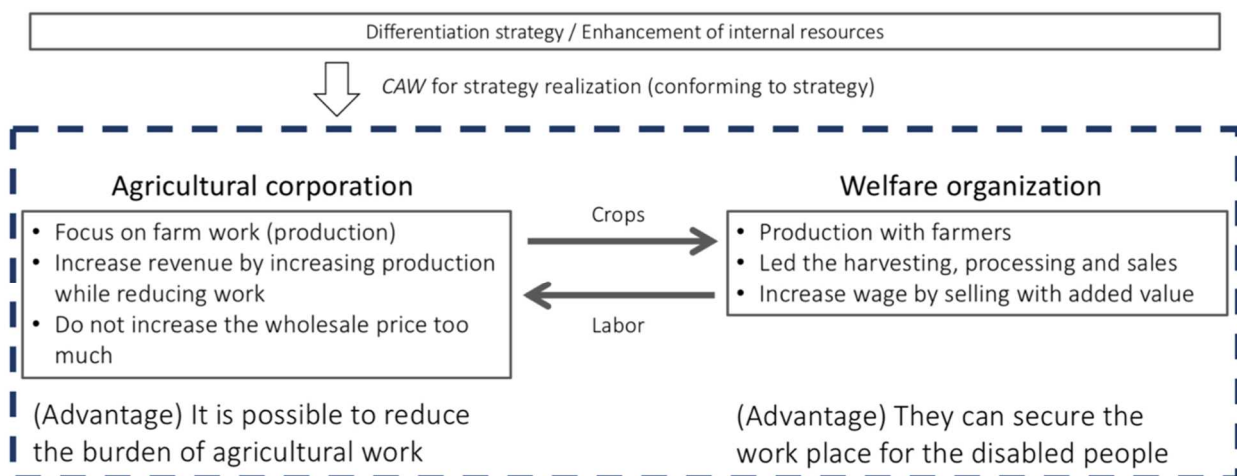 Differentiation strategy / Enhancement of internal resources
CAW for strategy realization (conforming to strategy)
Agricultural corporation
• Focus on farm work (production)
• Increase revenue by increasing production
while reducing work
• Do not increase the wholesale price too
much
(Advantage) It is possible to reduce
the burden of agricultural work
Crops
Labor
Welfare organization
• Production with farmers
• Led the harvesting, processing and sales
• Increase wage by selling with added value
(Advantage) They can secure the
work place for the disabled people